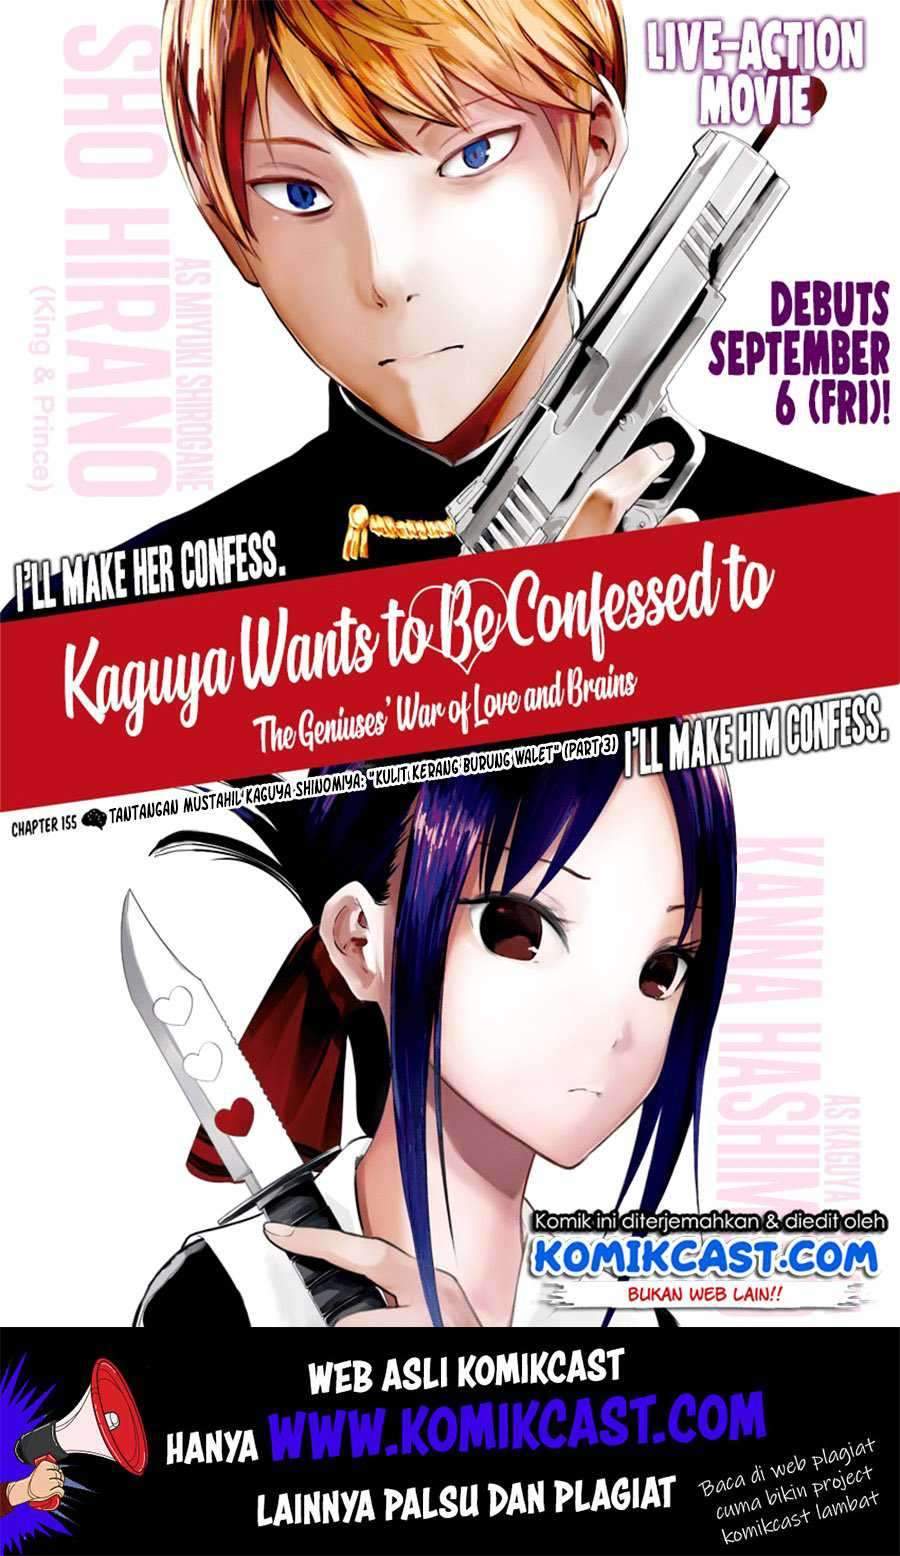 LIVE-ACTION
MOVIE
SHO HIRANO
AS MIYUKI SHIROGANE
(King & Prince)
DEBUTS
SEPTEMBER
6 (FRI)!
I'LL MAKE HER CONFESS.
Kaguya Wants to Be Confessed to
The Geniuses' War of Love and Brains
I'LL MAKE HIM CONFESS.
CHAPTER 155 TANTANGAN MUSTAHIL KAGUYA SHINOMIYA: "KULIT KERANG BURUNG WALET" (PART 3)
KANNA
AS KAGUYA
Komik ini diterjemahkan & diedit oleh
KOMIKCAST.COM
BUKAN WEB LAIN!!
WEB ASLI KOMIKCAST
HANYA WWW.KOMIKCAST.COM
LAINNYA PALSU DAN PLAGIAT
Baca di web plagiat
cuma bikin project
komikcast lambat